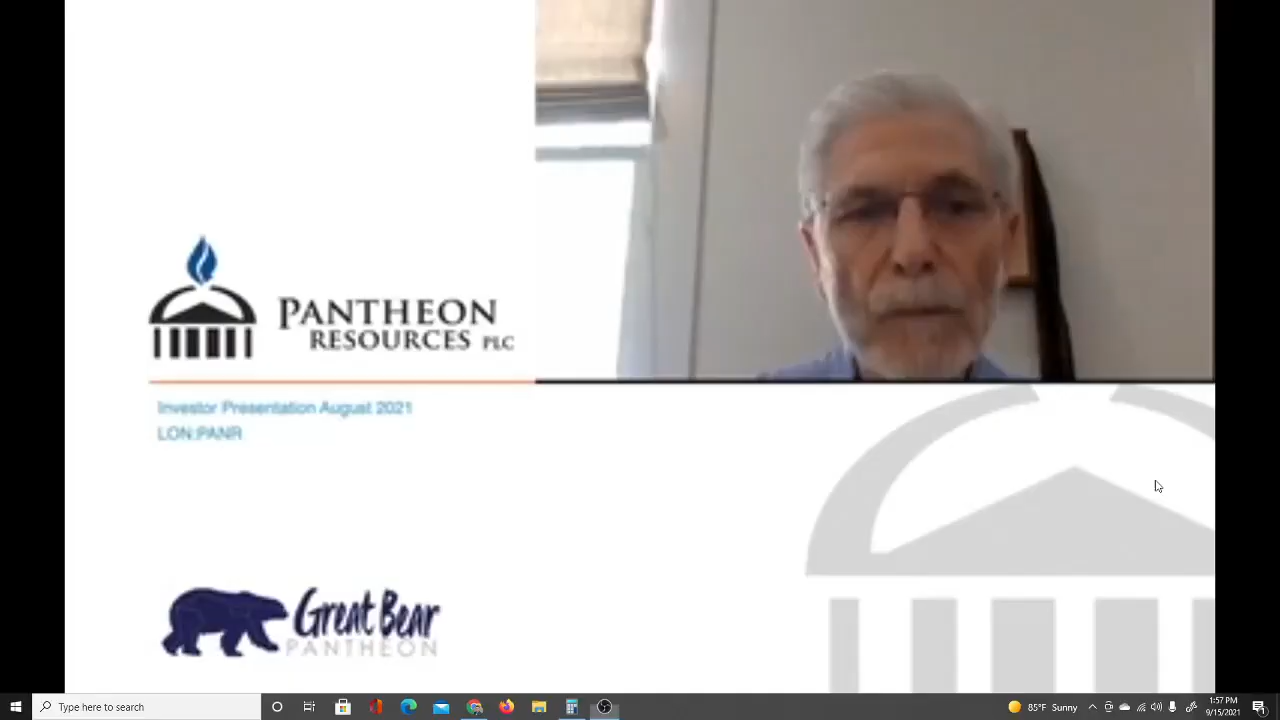 PANTHEON
RESOURCES PLC
Investor Presentation August 2021
LON:PANR
Great Bear
PANTHEON
Type here to search
85°F Sunny
1:57 PM
9/15/2021